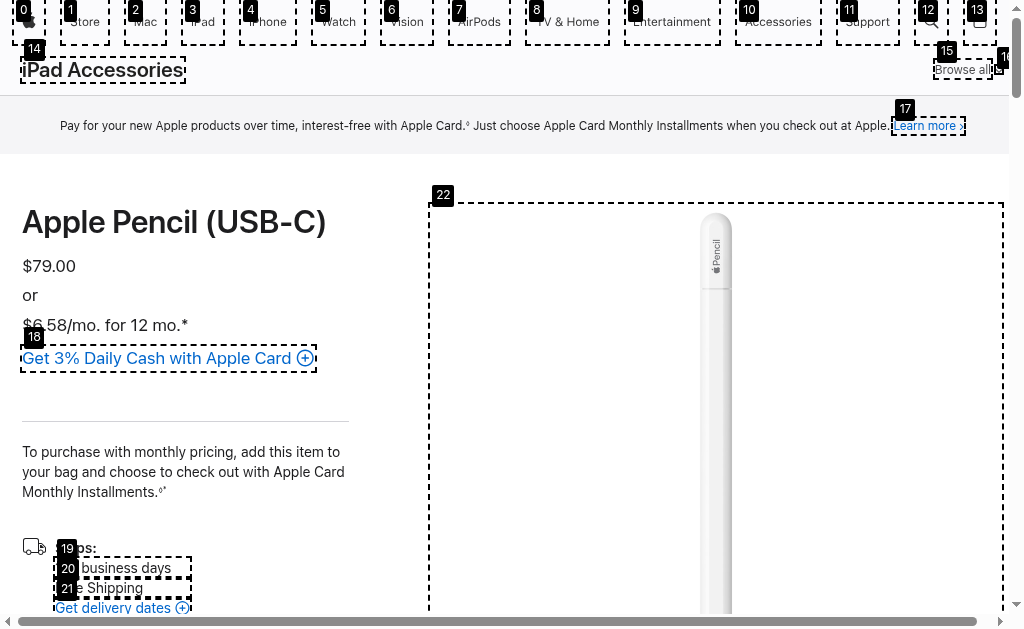 Store Mac iPad iPhone Watch Vision AirPods TV & Home Entertainment Accessories Support
0 1 2 3 4 5 6 7 8 9 10 11 12 13
14
15
16
iPad Accessories
Browse all
17
Pay for your new Apple products over time, interest-free with Apple Card.◊ Just choose Apple Card Monthly Installments when you check out at Apple. Learn more ›
22
Apple Pencil (USB-C)
Pencil
$79.00
or
$6.58/mo. for 12 mo.*
18
Get 3% Daily Cash with Apple Card
To purchase with monthly pricing, add this item to
your bag and choose to check out with Apple Card
Monthly Installments.◊*
19
20 business days
21
Shipping
Get delivery dates